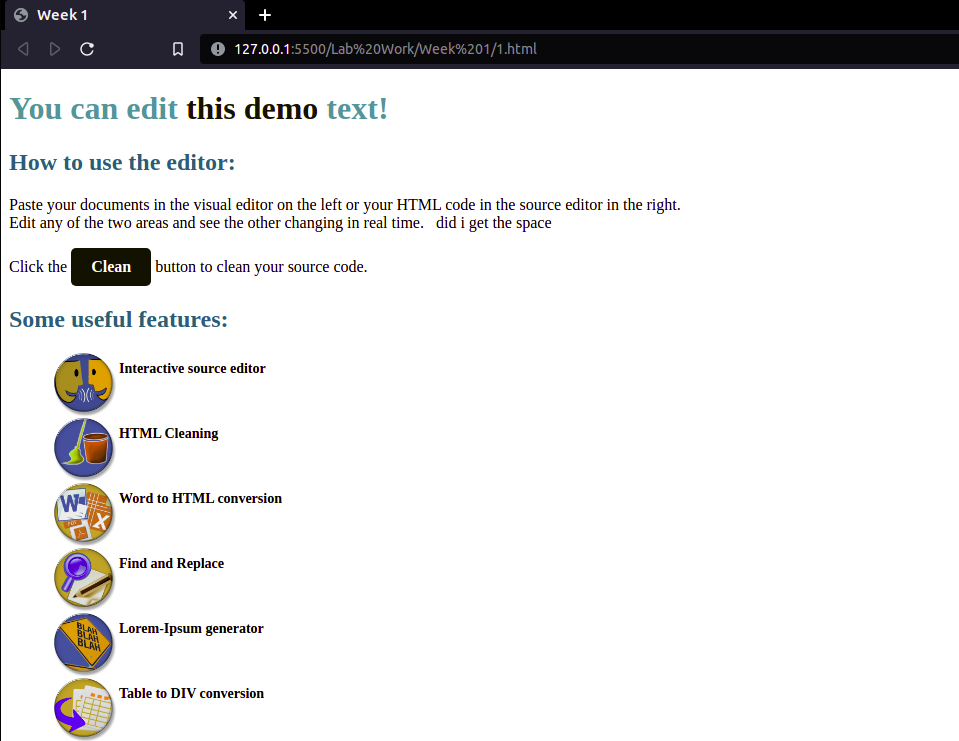 Week 1
127.0.0.1:5500/Lab%20Work/Week%201/1.html
You can edit this demo text!
How to use the editor:
Paste your documents in the visual editor on the left or your HTML code in the source editor in the right.
Edit any of the two areas and see the other changing in real time.   did i get the space
Click the Clean button to clean your source code.
Some useful features:
Interactive source editor
HTML Cleaning
W
X
PDF
Word to HTML conversion
Find and Replace
BLAH
BLAH
BLAH
Lorem-Ipsum generator
Table to DIV conversion